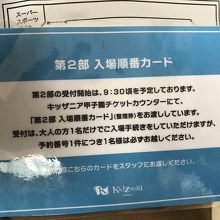 スーパー
スポーツ
第２部 入場順番カード
第2部の受付開始は、9:30頃を予定しております。
キッザニア甲子園チケットカウンターにて、
「第２部 入場順番カード」(整理券)をお渡ししています。
受付は、大人の方1名だけでご入場手続きをしていただけますが、
予約番号1件につき1名様は必ずお越しください。
こちらのカードをスタッフにお渡しください。
KidZania